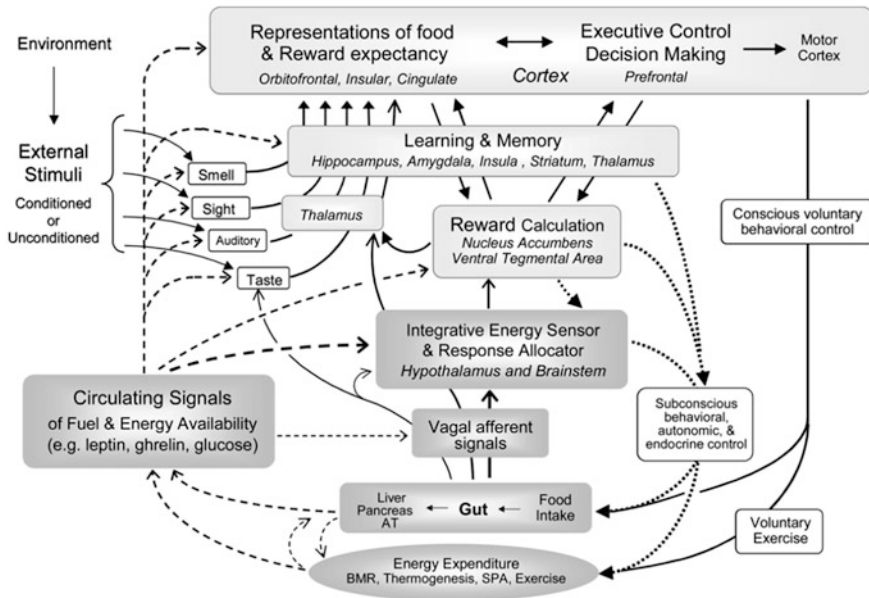 Environment
External
Stimuli
Conditioned
or
Unconditioned
Representations of food
& Reward expectancy
Orbitofrontal, Insular, Cingulate
Cortex
Executive Control
Decision Making
Prefrontal
Motor
Cortex
Learning & Memory
Hippocampus, Amygdala, Insula , Striatum, Thalamus
Smell
Sight
Auditory
Taste
Thalamus
Reward Calculation
Nucleus Accumbens
Ventral Tegmental Area
Conscious voluntary
behavioral control
Integrative Energy Sensor
& Response Allocator
Hypothalamus and Brainstem
Circulating Signals
of Fuel & Energy Availability
(e.g. leptin, ghrelin, glucose)
Vagal afferent
signals
Subconscious
behavioral,
autonomic, &
endocrine control
Liver
Pancreas
AT
Gut
Food
Intake
Voluntary
Exercise
Energy Expenditure
BMR, Thermogenesis, SPA, Exercise